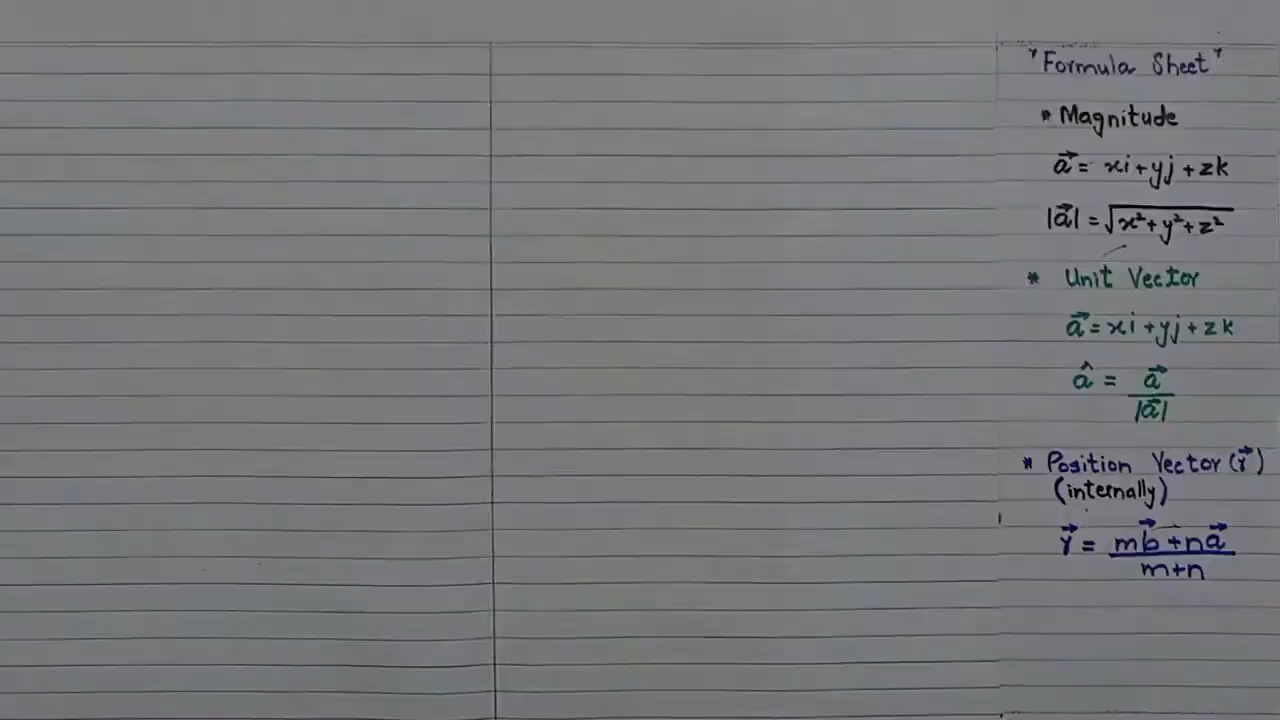 "Formula Sheet"
* Magnitude
a⃗ = xi + yj + zk
|a⃗| = √x² + y² + z²
* Unit Vector
a⃗ = xi + yj + zk
â = a⃗
|a⃗|
* Position Vector (r⃗)
(internally)
r⃗ = mb⃗ + na⃗
m+n